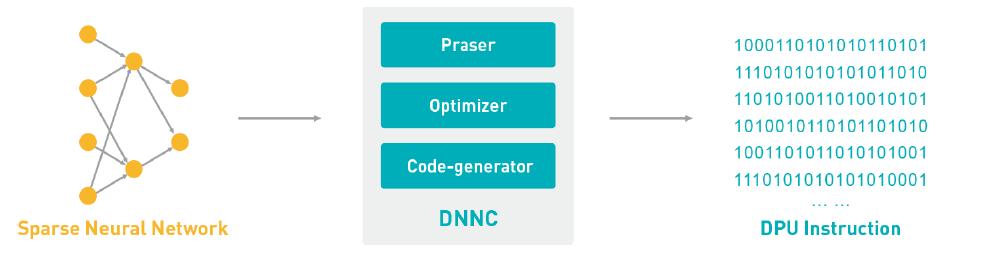 Praser
Optimizer
Code-generator
DNNC
Sparse Neural Network
1000110101010110101
1110101010101011010
1101010011010010101
1010010110101101010
1001101011010101001
1110101010101010001
... ...
DPU Instruction